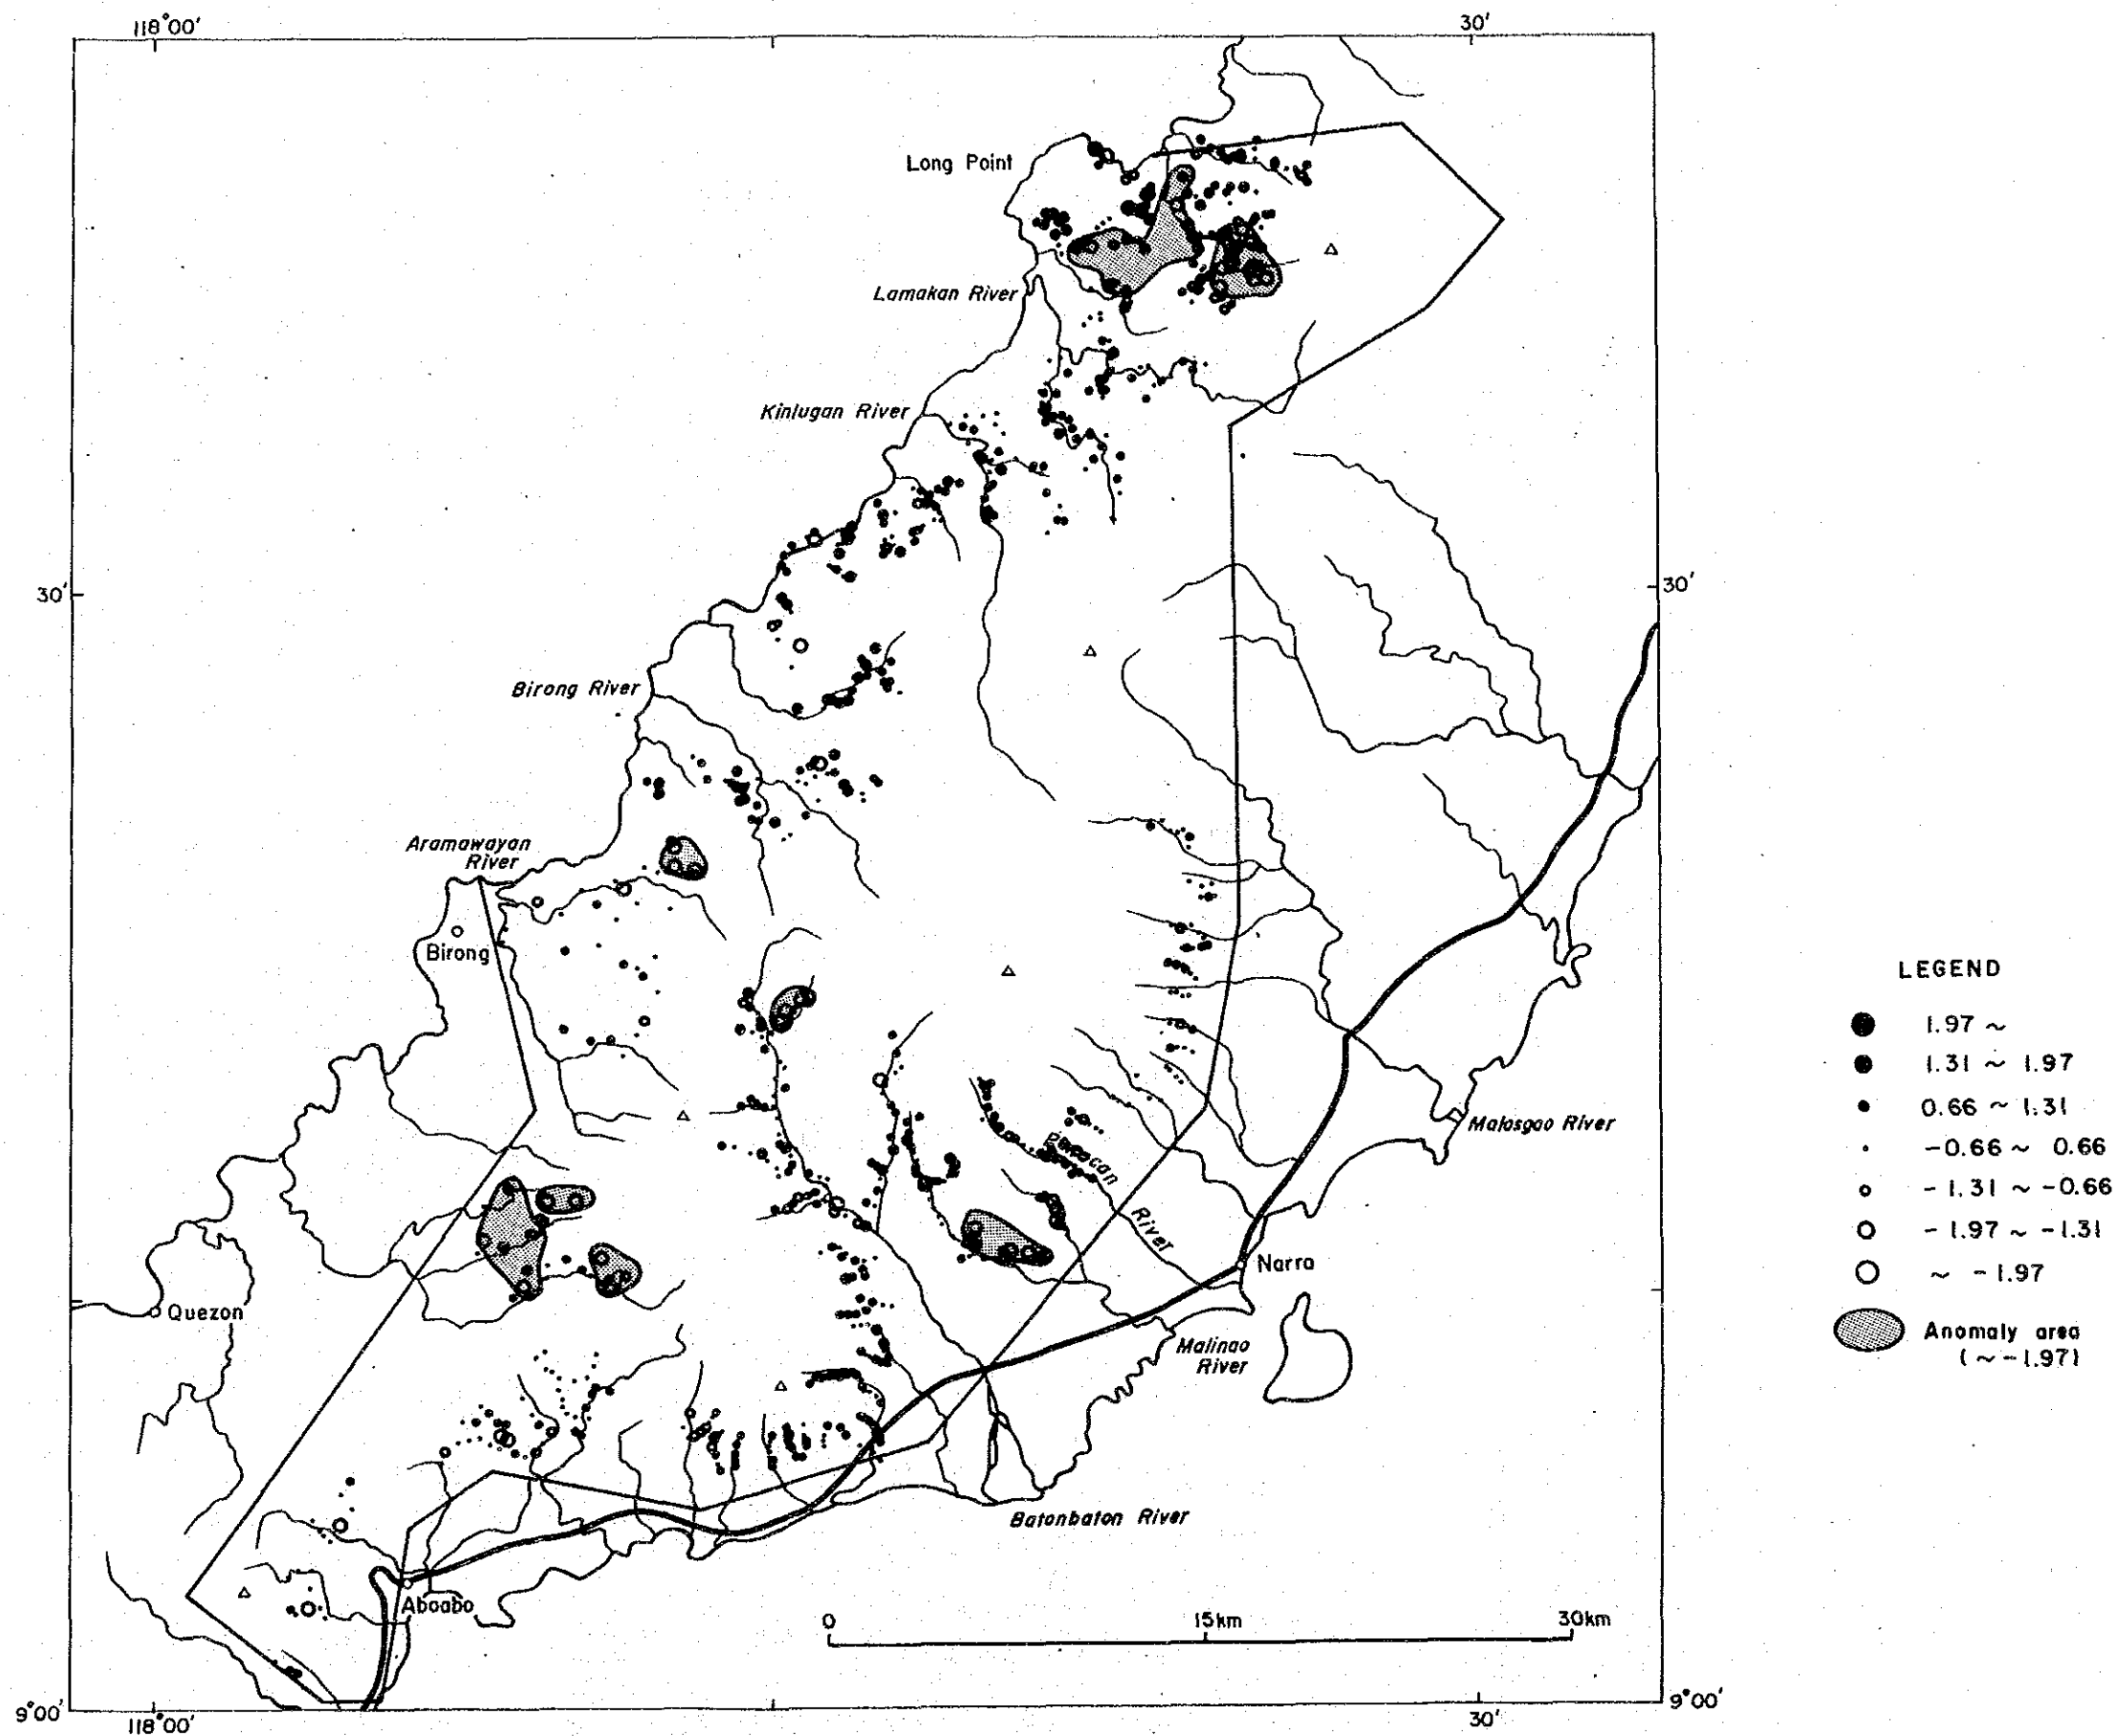 118°00'
30'
Long Point
Lamakan River
Kinlugan River
30'
30'
Birong River
Aramawayan
River
Birong
LEGEND
1.97 ~
1.31 ~ 1.97
0.66 ~ 1.31
-0.66 ~ 0.66
-1.31 ~ -0.66
-1.97 ~ -1.31
~ -1.97
Anomaly area
(~ -1.97)
Malasgao River
River
Narra
Quezon
Malinao
River
Batonbaton River
Aboabo
0 15km 30km
9°00'
118°00'
30'
9°00'